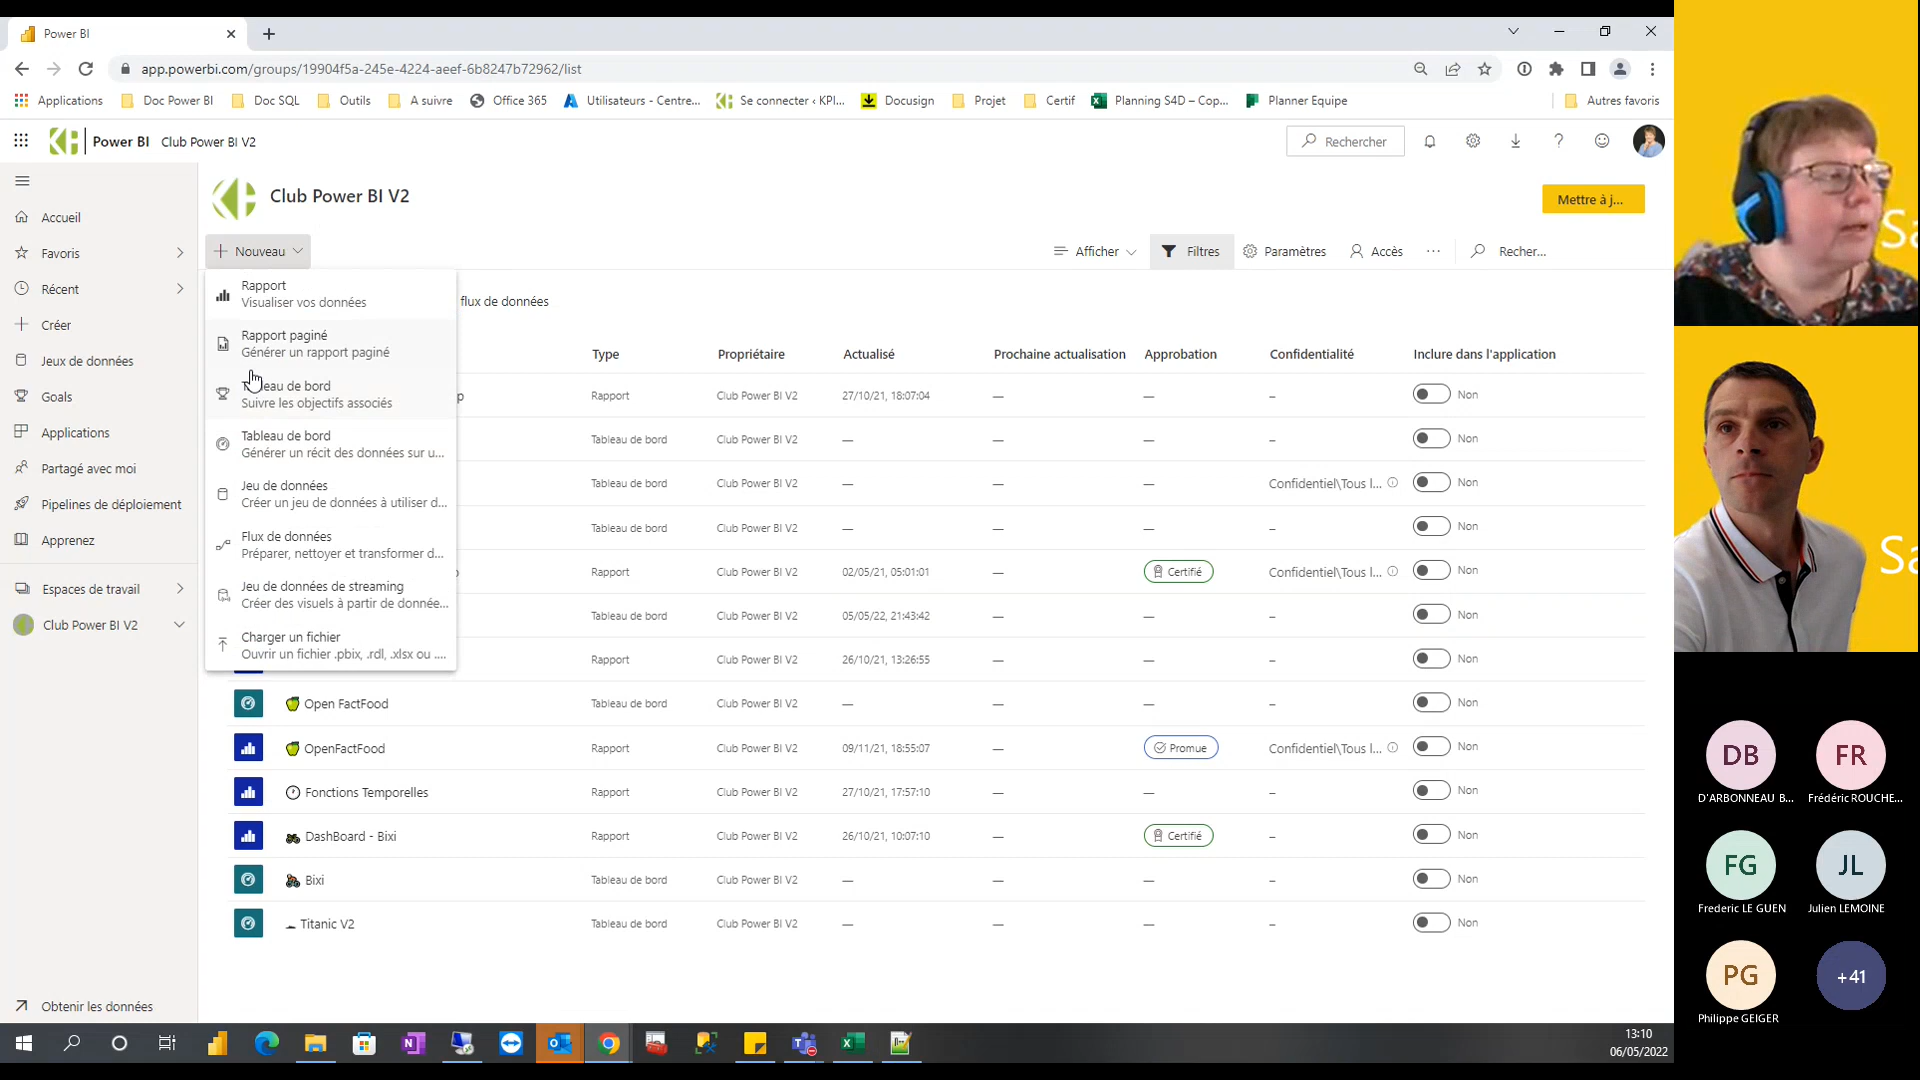 Power BI
app.powerbi.com/groups/19904f5a-245e-4224-aeef-6b8247b72962/list
Applications Doc Power BI Doc SQL Outils A suivre Office 365 Utilisateurs - Centre... Se connecter ‹ KPI... Docusign Projet Certif Planning S4D – Cop... Planner Equipe Autres favoris
Power BI Club Power BI V2 Rechercher
Club Power BI V2 Mettre à j...
Nouveau Afficher Filtres Paramètres Accès ... Recher...
Accueil
Favoris
Récent
Créer
Jeux de données
Goals
Applications
Partagé avec moi
Pipelines de déploiement
Apprenez
Espaces de travail
Club Power BI V2
Obtenir les données
Rapport
Visualiser vos données
Rapport paginé
Générer un rapport paginé
bleau de bord
Suivre les objectifs associés
Tableau de bord
Générer un récit des données sur u...
Jeu de données
Créer un jeu de données à utiliser d...
Flux de données
Préparer, nettoyer et transformer d...
Jeu de données de streaming
Créer des visuels à partir de donnée...
Charger un fichier
Ouvrir un fichier .pbix, .rdl, .xlsx ou ....
flux de données
Type Propriétaire Actualisé Prochaine actualisation Approbation Confidentialité Inclure dans l'application
p Rapport Club Power BI V2 27/10/21, 18:07:04 — — – Non
Tableau de bord Club Power BI V2 — — — – Non
Tableau de bord Club Power BI V2 — — — Confidentiel\Tous l... Non
Tableau de bord Club Power BI V2 — — — – Non
Rapport Club Power BI V2 02/05/21, 05:01:01 — Certifié Confidentiel\Tous l... Non
Tableau de bord Club Power BI V2 05/05/22, 21:43:42 — — – Non
Rapport Club Power BI V2 26/10/21, 13:26:55 — — – Non
Open FactFood Tableau de bord Club Power BI V2 — — — – Non
OpenFactFood Rapport Club Power BI V2 09/11/21, 18:55:07 — Promue Confidentiel\Tous l... Non
Fonctions Temporelles Rapport Club Power BI V2 27/10/21, 17:57:10 — — – Non
DashBoard - Bixi Rapport Club Power BI V2 26/10/21, 10:07:10 — Certifié – Non
Bixi Tableau de bord Club Power BI V2 — — — – Non
Titanic V2 Tableau de bord Club Power BI V2 — — — – Non
13:10
06/05/2022
Sa
Sa
DB FR
D'ARBONNEAU B... Frédéric ROUCHE...
FG JL
Frederic LE GUEN Julien LEMOINE
PG +41
Philippe GEIGER